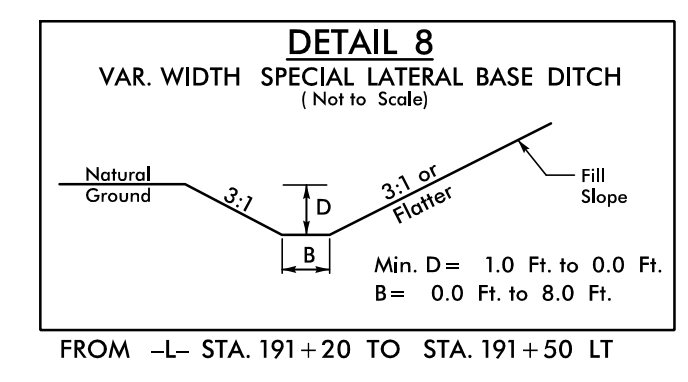 DETAIL 8
VAR. WIDTH SPECIAL LATERAL BASE DITCH
( Not to Scale)
Natural
Ground
3:1
D
3:1 or
Flatter
Fill
Slope
B
Min. D = 1.0 Ft. to 0.0 Ft.
B = 0.0 Ft. to 8.0 Ft.
FROM -L- STA. 191+20 TO STA. 191+50 LT